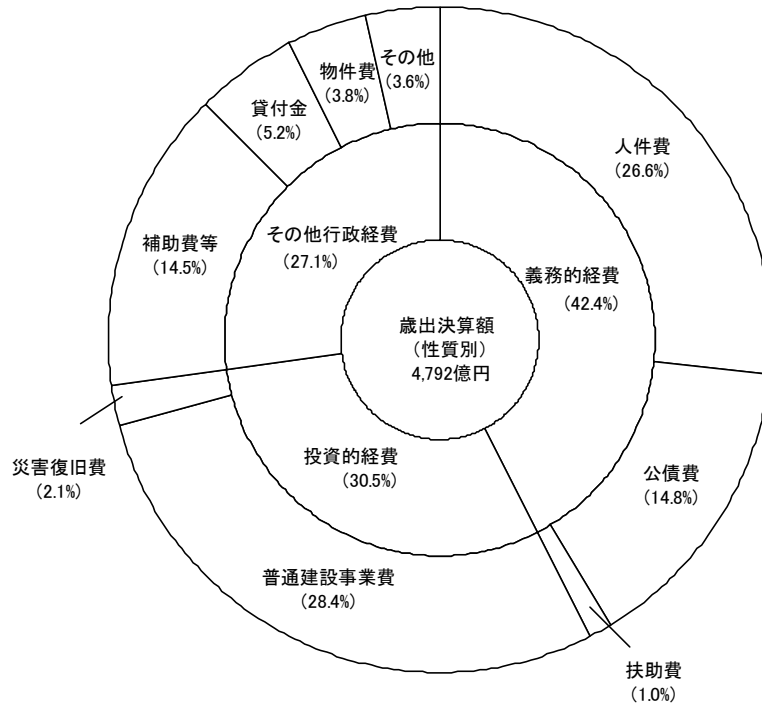 その他
(3.6%)
物件費
(3.8%)
貸付金
(5.2%)
人件費
(26.6%)
補助費等
(14.5%)
その他行政経費
(27.1%)
義務的経費
(42.4%)
歳出決算額
(性質別)
4,792億円
災害復旧費
(2.1%)
投資的経費
(30.5%)
公債費
(14.8%)
普通建設事業費
(28.4%)
扶助費
(1.0%)